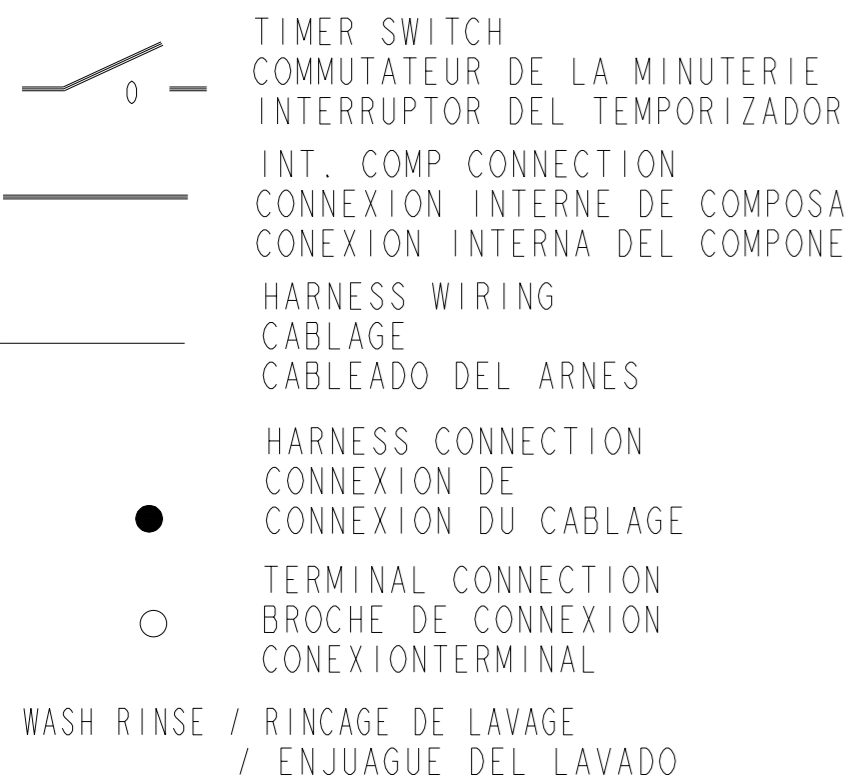 TIMER SWITCH
COMMUTATEUR DE LA MINUTERIE
0
INTERRUPTOR DEL TEMPORIZADOR
INT. COMP CONNECTION
CONNEXION INTERNE DE COMPOSA
CONEXION INTERNA DEL COMPONE
HARNESS WIRING
CABLAGE
CABLEADO DEL ARNES
HARNESS CONNECTION
CONNEXION DE
CONNEXION DU CABLAGE
TERMINAL CONNECTION
BROCHE DE CONNEXION
CONEXIONTERMINAL
WASH RINSE / RINCAGE DE LAVAGE
/ ENJUAGUE DEL LAVADO